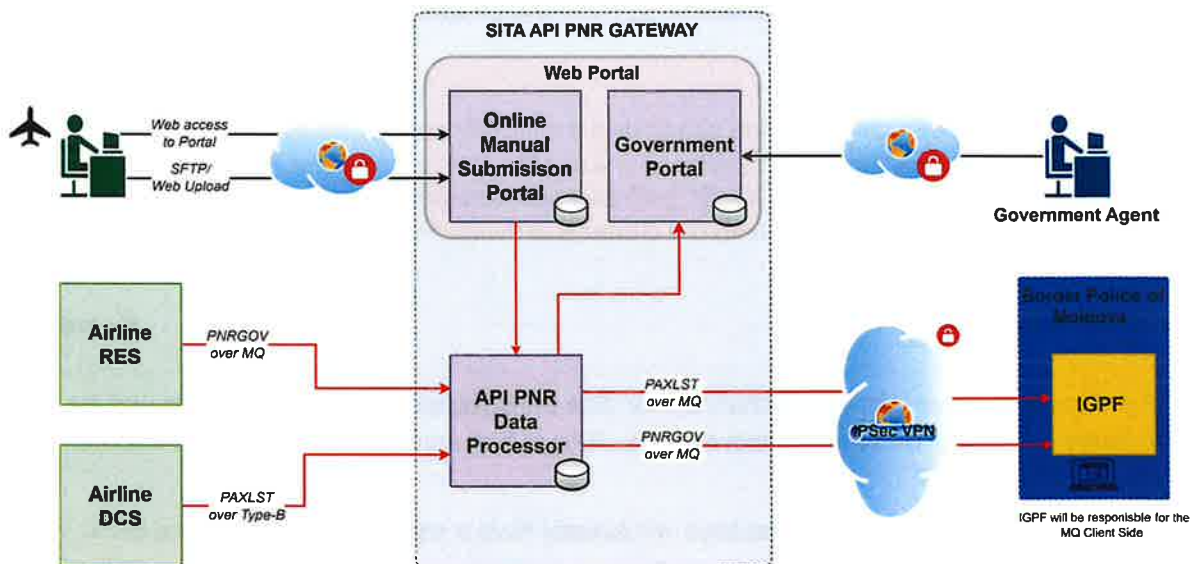 SITA API PNR GATEWAY
Web Portal
Web access
to Portal
SFTP/
Web Upload
Online
Manual
Submisison
Portal
Government
Portal
Government Agent
Airline
RES
PNRGOV
over MQ
Airline
DCS
PAXLST
over Type-B
API PNR
Data
Processor
PAXLST
over MQ
PNRGOV
over MQ
IPSec VPN
Border Police of
Moldova
IGPF
IGPF will be responsible for the
MQ Client Side